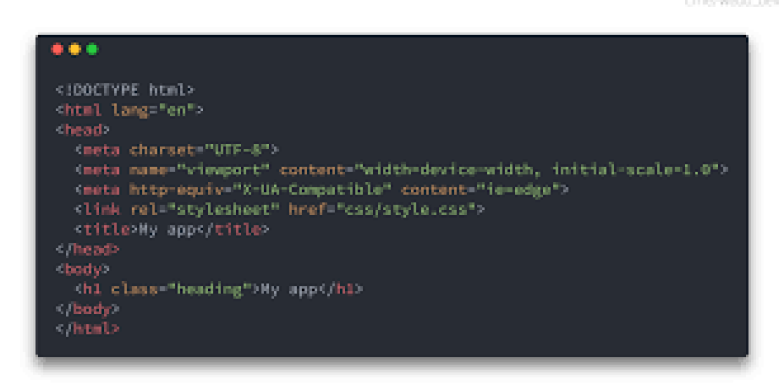 <!DOCTYPE html>
<html lang="en">
<head>
<meta charset="UTF-8">
<meta name="viewport" content="width=device-width, initial-scale=1.0">
<meta http-equiv="X-UA-Compatible" content="ie=edge">
<link rel="stylesheet" href="css/style.css">
<title>My app</title>
</head>
<body>
<h1 class="heading">My app</h1>
</body>
</html>